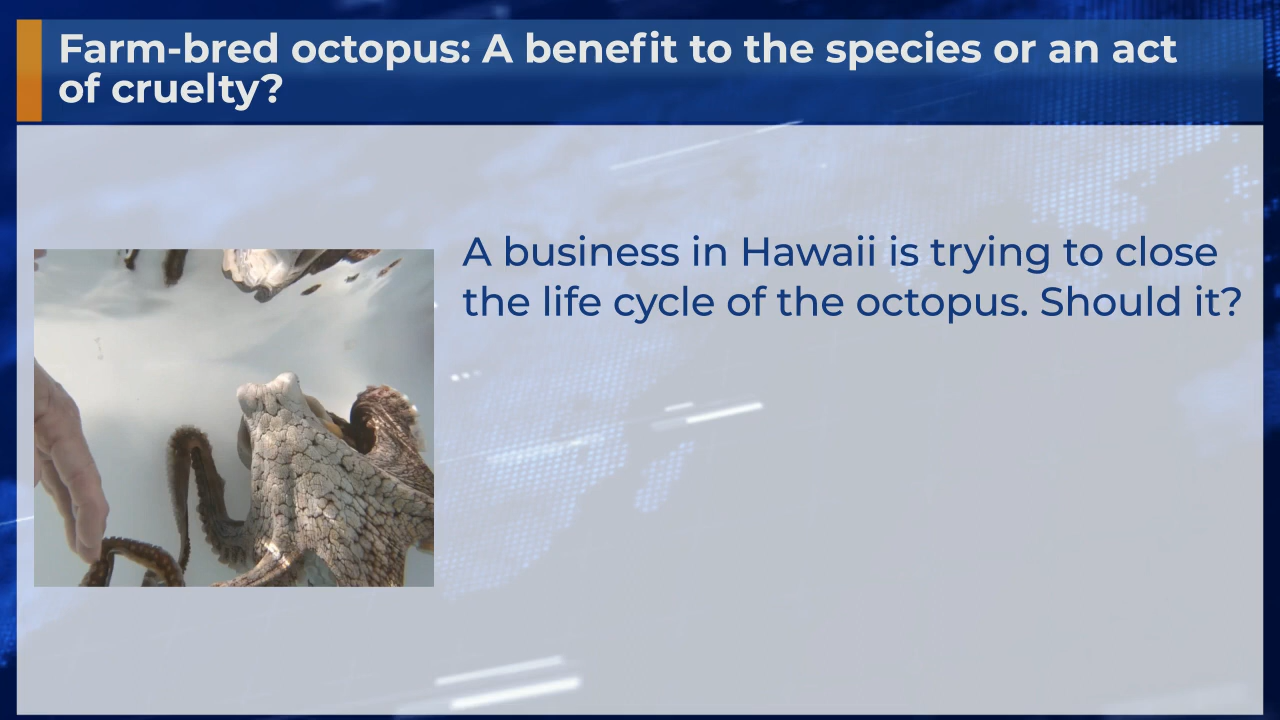 Farm-bred octopus: A benefit to the species or an act
of cruelty?
A business in Hawaii is trying to close
the life cycle of the octopus. Should it?